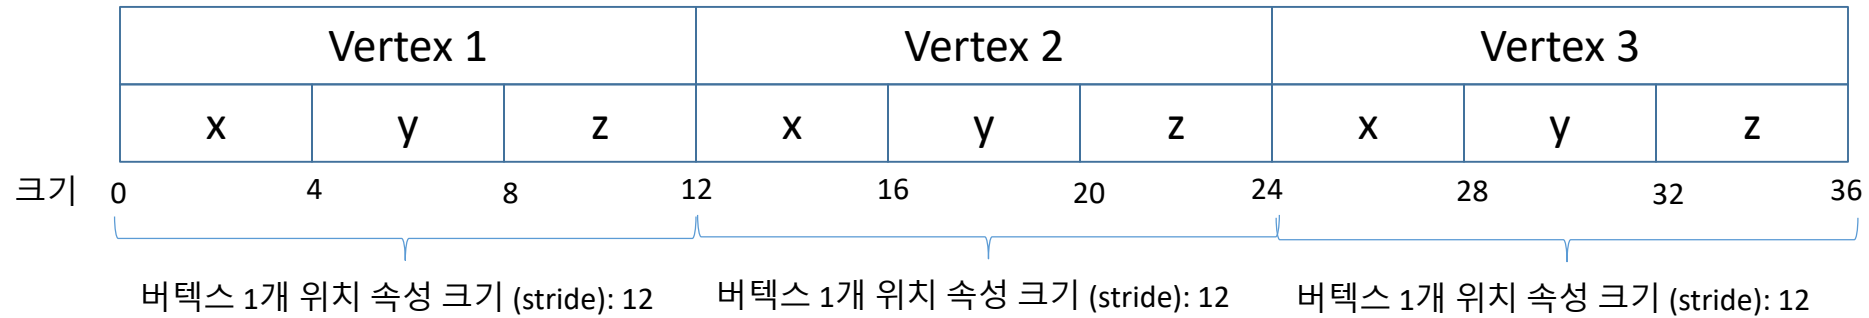 Vertex 1 Vertex 2 Vertex 3
x y z x y z x y z
크기 0 4 8 12 16 20 24 28 32 36
버텍스 1개 위치 속성 크기 (stride): 12 버텍스 1개 위치 속성 크기 (stride): 12 버텍스 1개 위치 속성 크기 (stride): 12